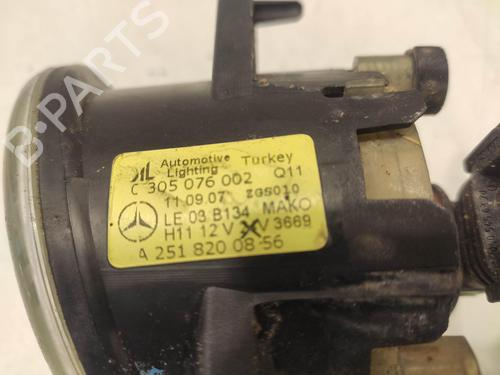 B-PARTS
Automotive Lighting Turkey
C 305 076 002 Q11
11.09.07 ZGS010
LE 03 B134 MAKO
H11 12 V V 3669
A 251 820 08 56